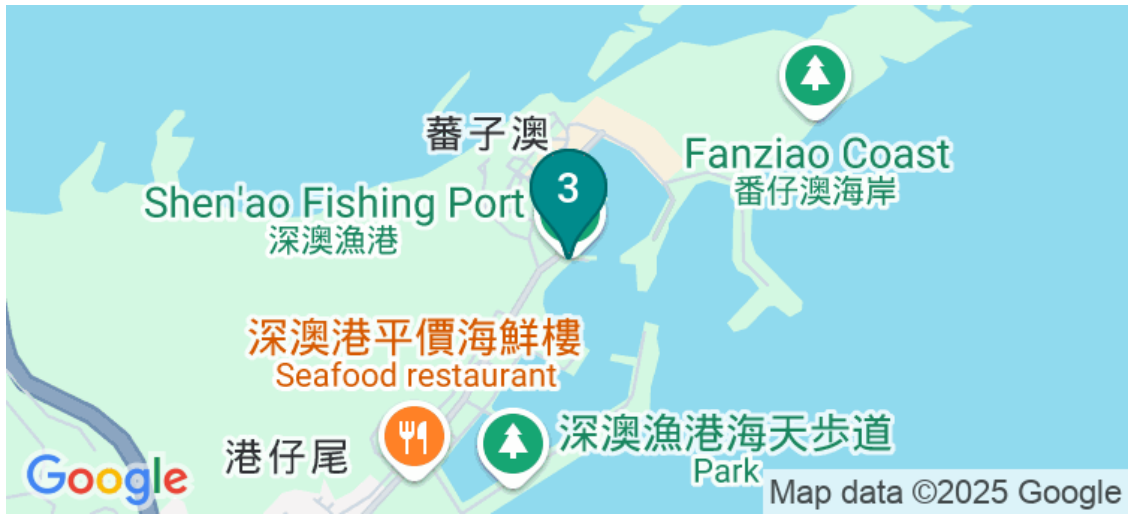 蕃子澳
Fanziao Coast
番仔澳海岸
3
Shen'ao Fishing Port
深澳漁港
深澳港平價海鮮樓
Seafood restaurant
深澳漁港海天步道
Park
港仔尾
Google
Map data ©2025 Google